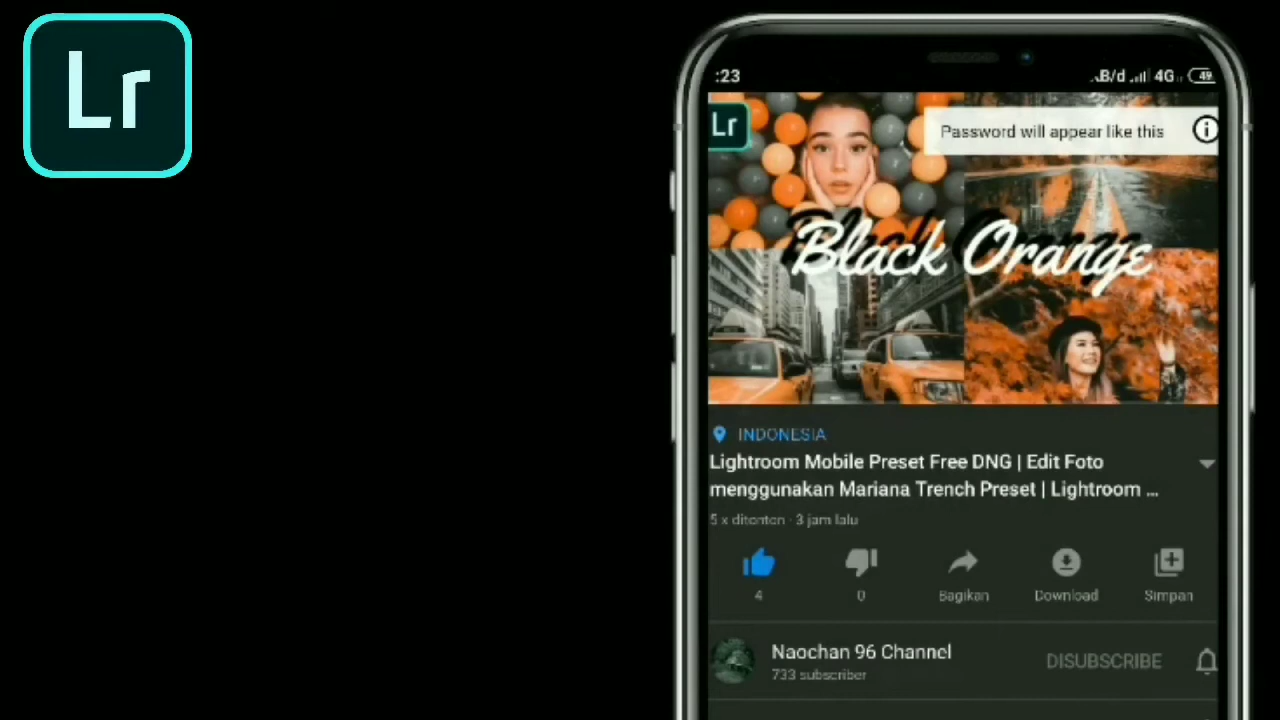 Lr
:23
B/d 4G 49
Lr
Password will appear like this
Black Orange
INDONESIA
Lightroom Mobile Preset Free DNG | Edit Foto
menggunakan Mariana Trench Preset | Lightroom ...
5 x ditonton · 3 jam lalu
4
0
Bagikan
Download
Simpan
Naochan 96 Channel
DISUBSCRIBE
733 subscriber